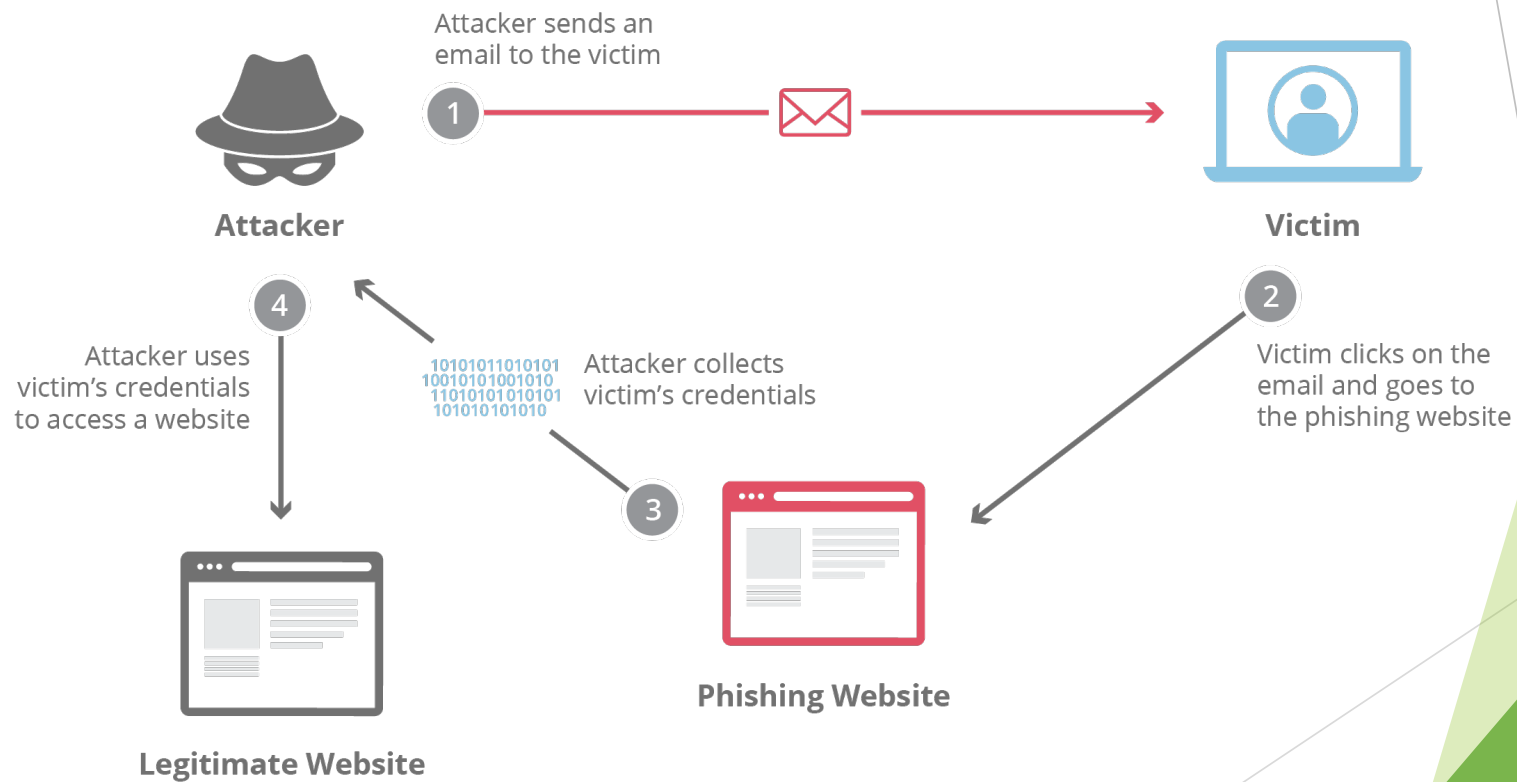 Attacker sends an
email to the victim
1
Attacker
Victim
4
2
Attacker uses
victim’s credentials
to access a website
10101011010101
10010101001010
11010101010101
101010101010
Attacker collects
victim’s credentials
Victim clicks on the
email and goes to
the phishing website
3
Phishing Website
Legitimate Website